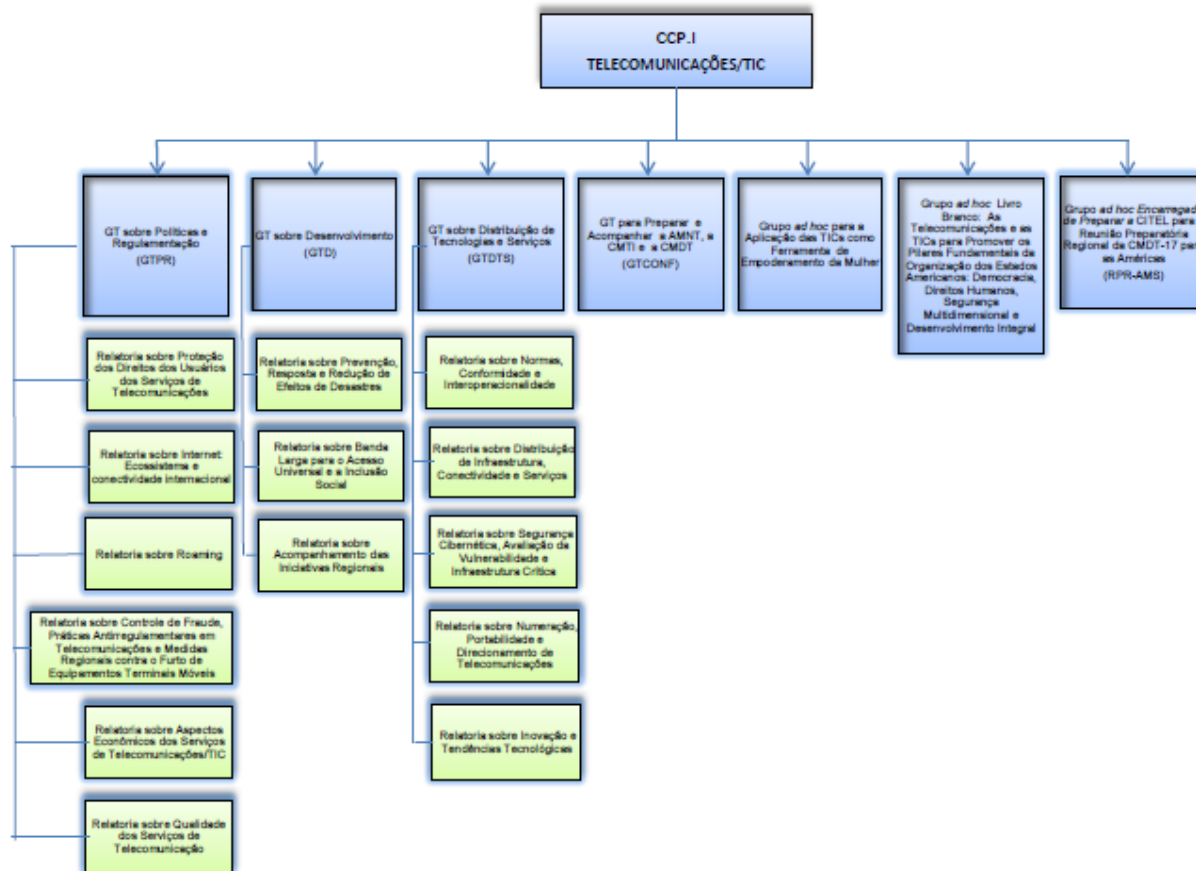 CCP.I
TELECOMUNICAÇÕES/TIC
GT sobre Políticas e
Regulamentação
(GTPR)
GT sobre Desenvolvimento
(GTD)
GT sobre Distribuição de
Tecnologias e Serviços
(GTDTS)
GT para Preparar e
Acompanhar a AMNT, a
CMTI e a CMDT
(GTCONF)
Grupo ad hoc para a
Aplicação das TICs como
Ferramenta de
Empoderamento da Mulher
Grupo ad hoc Livro
Branco: As
Telecomunicações e as
TICs para Promover os
Pilares Fundamentais da
Organização dos Estados
Americanos: Democracia,
Direitos Humanos,
Segurança
Multidimensional e
Desenvolvimento Integral
Grupo ad hoc Encarregad
de Preparar a CITEL para
Reunião Preparatória
Regional da CMDT-17 par
as Américas
(RPR-AMS)
Relatoria sobre Proteção
dos Direitos dos Usuários
dos Serviços de
Telecomunicações
Relatoria sobre Internet:
Ecossistema e
conectividade internacional
Relatoria sobre Roaming
Relatoria sobre Controle de Fraude,
Práticas Antirregulamentares em
Telecomunicações e Medidas
Regionais contra o Furto de
Equipamentos Terminais Móveis
Relatoria sobre Aspectos
Econômicos dos Serviços
de Telecomunicações/TIC
Relatoria sobre Qualidade
dos Serviços de
Telecomunicação
Relatoria sobre Prevenção,
Resposta e Redução de
Efeitos de Desastres
Relatoria sobre Banda
Larga para o Acesso
Universal e a Inclusão
Social
Relatoria sobre
Acompanhamento das
Iniciativas Regionais
Relatoria sobre Normas,
Conformidade e
Interoperacionalidade
Relatoria sobre Distribuição
de Infraestrutura,
Conectividade e Serviços
Relatoria sobre Segurança
Cibernética, Avaliação da
Vulnerabilidade e
Infraestrutura Crítica
Relatoria sobre Numeração,
Portabilidade e
Direcionamento de
Telecomunicações
Relatoria sobre Inovação e
Tendências Tecnológicas